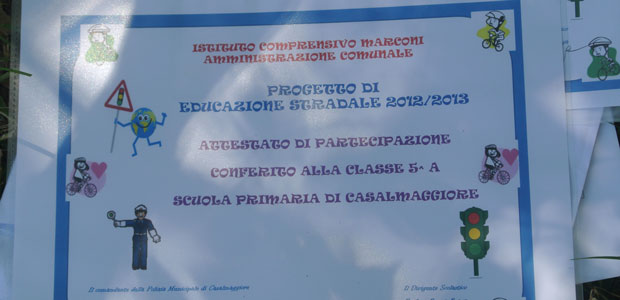 ISTITUTO COMPRENSIVO MARCONI
AMMINISTRAZIONE COMUNALE
PROGETTO DI
EDUCAZIONE STRADALE 2012/2013
ATTESTATO DI PARTECIPAZIONE
CONFERITO ALLA CLASSE 5^ A
SCUOLA PRIMARIA DI CASALMAGGIORE
Il comandante della Polizia Municipale di Casalmaggiore
Il Dirigente Scolastico